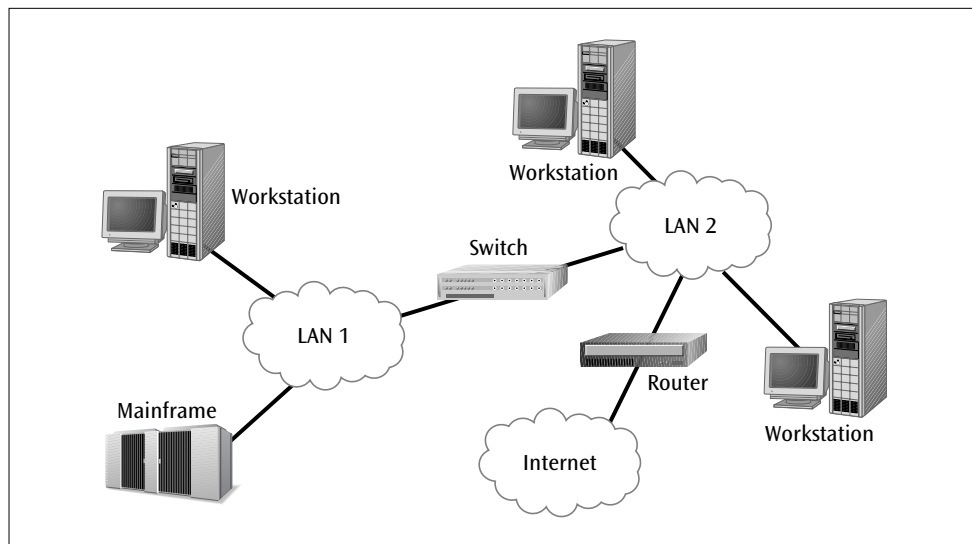 Workstation
Workstation
LAN 2
Switch
LAN 1
Router
Mainframe
Workstation
Internet